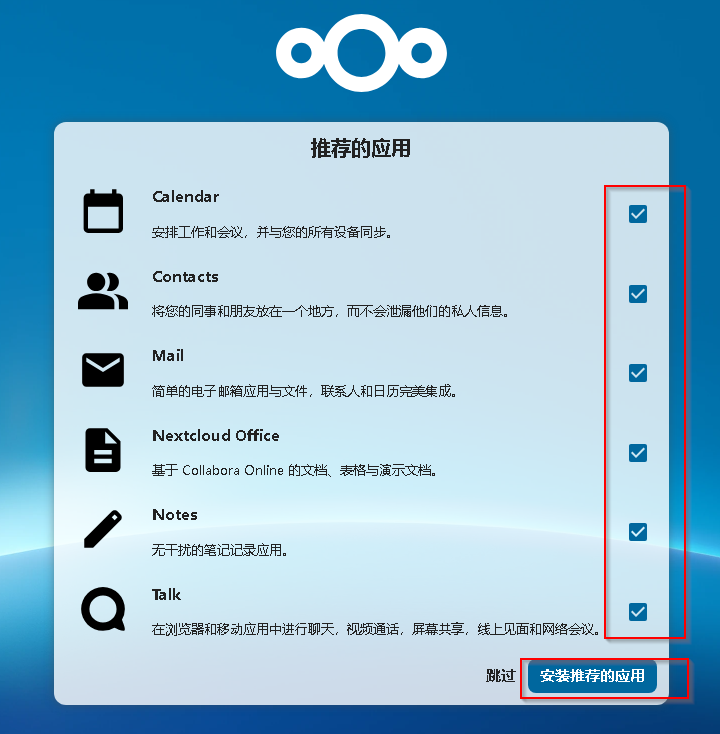 推荐的应用
Calendar
安排工作和会议，并与您的所有设备同步。
Contacts
将您的同事和朋友放在一个地方，而不会泄漏他们的私人信息。
Mail
简单的电子邮箱应用与文件，联系人和日历完美集成。
Nextcloud Office
基于 Collabora Online 的文档、表格与演示文档。
Notes
无干扰的笔记记录应用。
Talk
在浏览器和移动应用中进行聊天，视频通话，屏幕共享，线上见面和网络会议。
跳过 安装推荐的应用